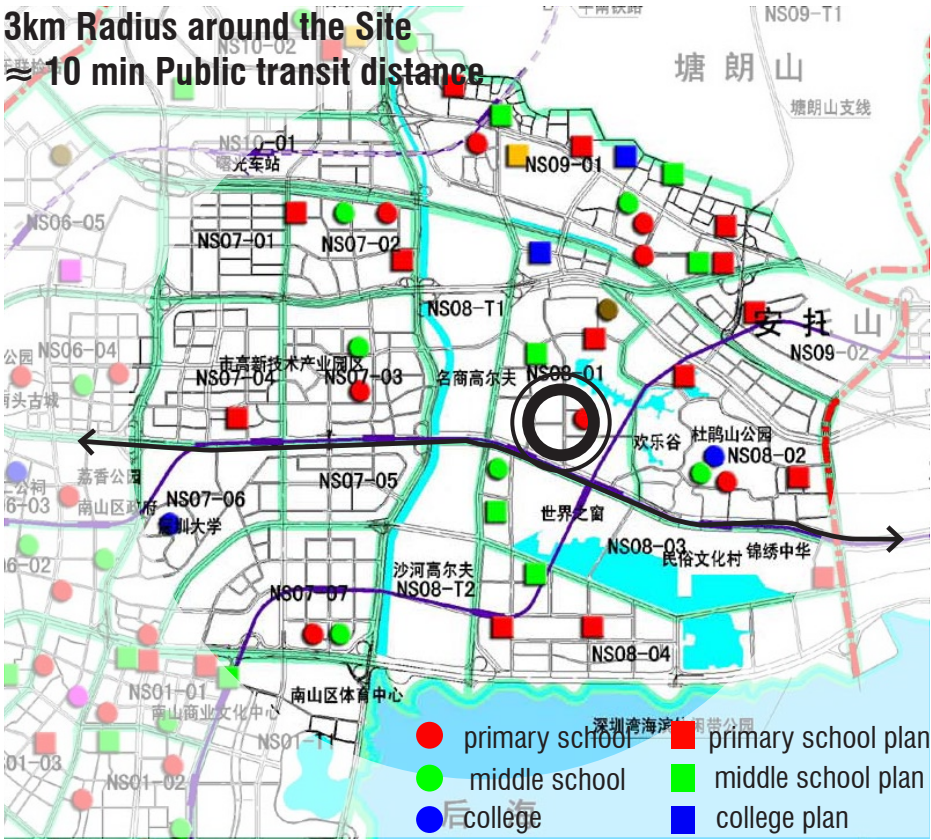 3km Radius around the Site
≈ 10 min Public transit distance
NS10-02
NS09-T1
塘朗山
塘朗山支线
NS10-01
曙光车站
NS09-01
NS06-05
NS07-01
NS07-02
NS08-T1
安托山
NS09-02
NS06-04
市高新技术产业园区
NS07-04
NS07-03
名商高尔夫
NS08-01
杜鹃山公园
欢乐谷
NS08-02
荔香公园
NS07-05
NS07-06
南山区政府
深圳大学
世界之窗
NS08-03
民俗文化村
锦绣中华
沙河高尔夫
NS08-T2
NS07-07
NS08-04
南山区体育中心
NS01-01
南山商业文化中心
NS01-02
primary school
primary school plan
middle school
middle school plan
后海
college
college plan